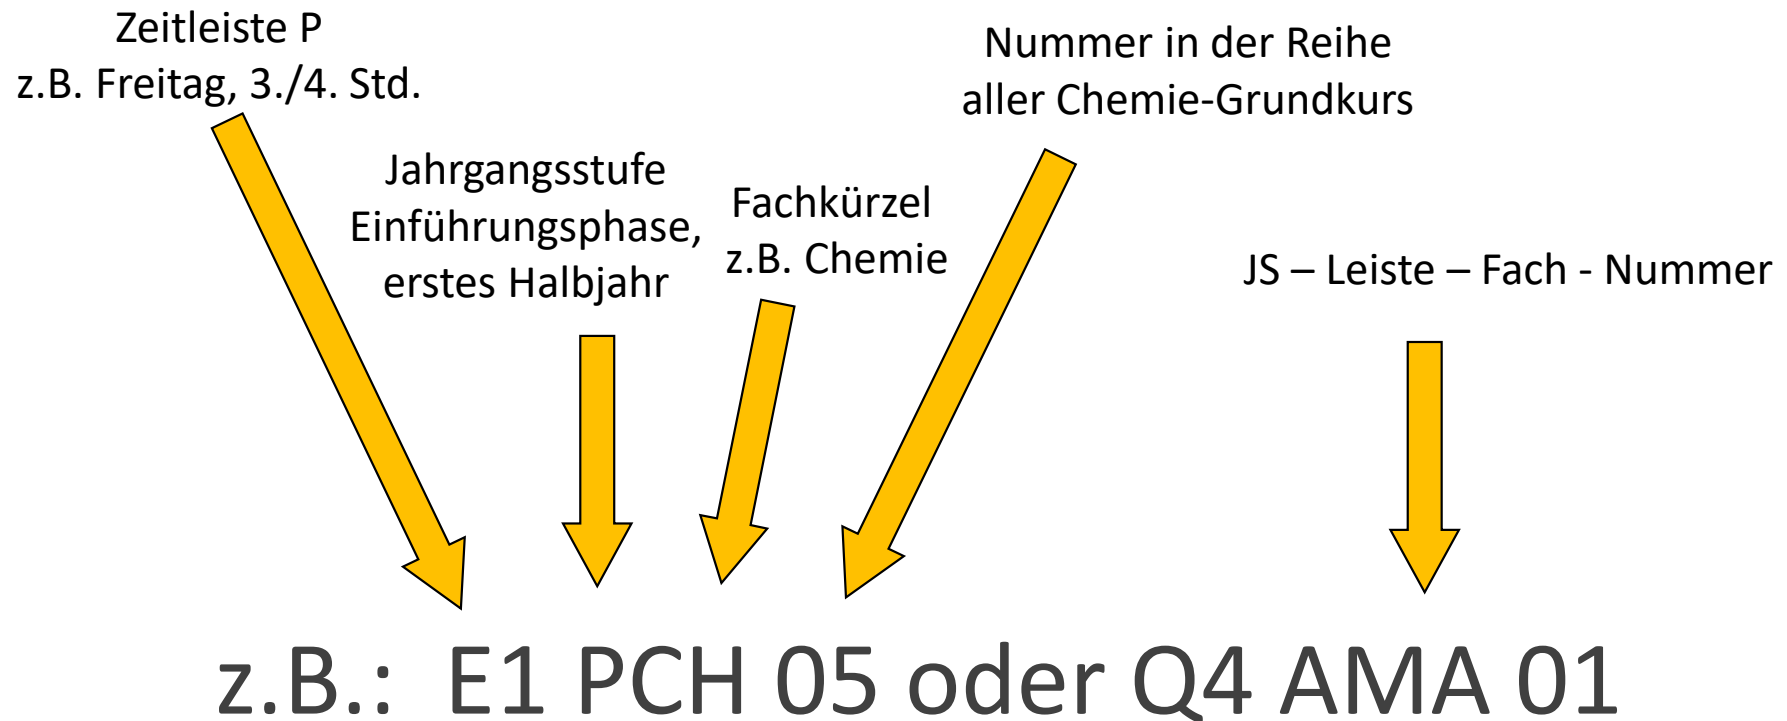 Zeitleiste P
z.B. Freitag, 3./4. Std.
Nummer in der Reihe
aller Chemie-Grundkurs
Jahrgangsstufe
Einführungsphase,
erstes Halbjahr
Fachkürzel
z.B. Chemie
JS – Leiste – Fach - Nummer
z.B.: E1 PCH 05 oder Q4 AMA 01